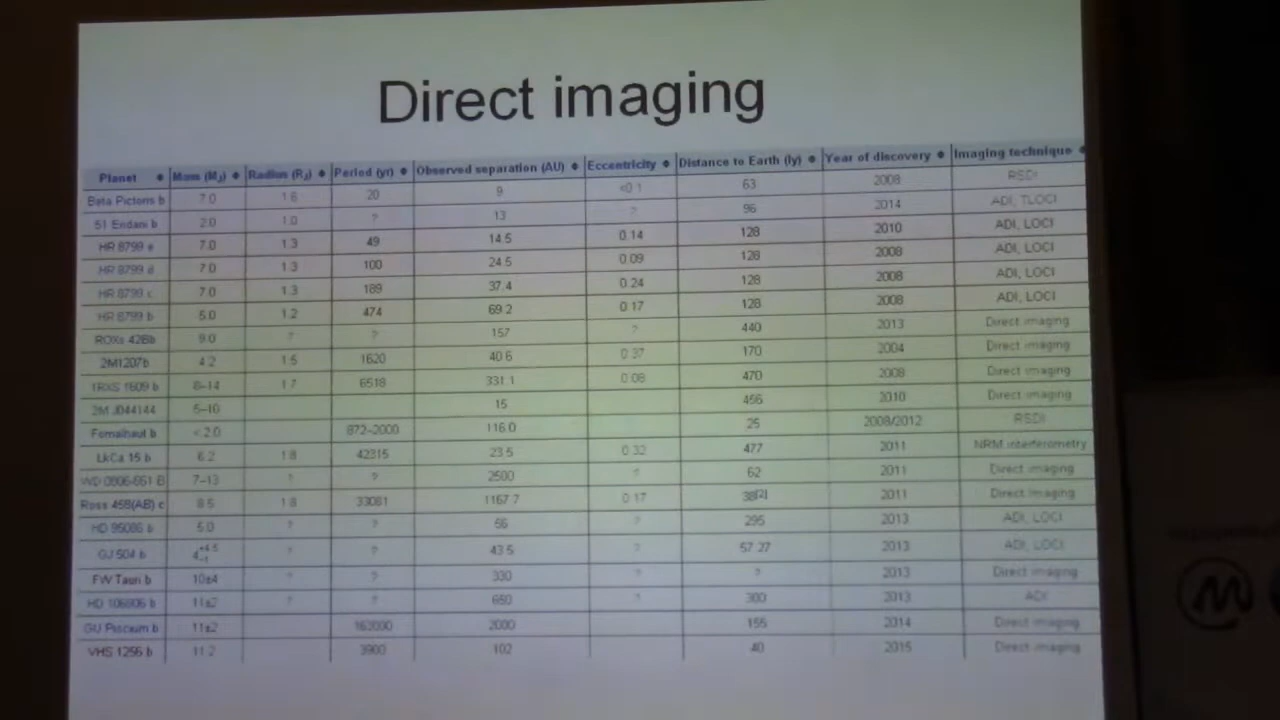 Direct imaging
Planet Mass (MJ) Radius (RJ) Period (yr) Observed separation (AU) Eccentricity Distance to Earth (ly) Year of discovery Imaging technique
Beta Pictoris b 7.0 1.6 20 9 <0.1 63 2008 RSDI
51 Eridani b 2.0 1.0 ? 13 ? 96 2014 ADI, TLOCI
HR 8799 e 7.0 1.3 49 14.5 0.14 128 2010 ADI, LOCI
HR 8799 d 7.0 1.3 100 24.5 0.09 128 2008 ADI, LOCI
HR 8799 c 7.0 1.3 189 37.4 0.24 128 2008 ADI, LOCI
HR 8799 b 5.0 1.2 474 69.2 0.17 128 2008 ADI, LOCI
ROXs 42Bb 9.0 ? ? 157 ? 440 2013 Direct imaging
2M1207b 4.2 1.5 1620 40.6 0.37 170 2004 Direct imaging
1RXS 1609 b 8–14 1.7 6518 331.1 0.08 470 2008 Direct imaging
2M J044144 5–10 15 456 2010 Direct imaging
Fomalhaut b < 2.0 872–2000 116.0 25 2008/2012 RSDI
LkCa 15 b 6.2 1.8 42315 23.5 0.32 477 2011 NRM interferometry
WD 0806-661 B 7–13 ? ? 2500 ? 62 2011 Direct imaging
Ross 458(AB) c 8.5 1.8 33081 1167.7 0.17 38[2] 2011 Direct imaging
HD 95086 b 5.0 ? ? 56 ? 295 2013 ADI, LOCI
GJ 504 b 4+4.5−1 ? ? 43.5 ? 57.27 2013 ADI, LOCI
FW Tauri b 10±4 ? ? 330 ? ? 2013 Direct imaging
HD 106906 b 11±2 ? ? 650 ? 300 2013 ADI
GU Piscium b 11±2 163000 2000 155 2014 Direct imaging
VHS 1256 b 11.2 3900 102 40 2015 Direct imaging